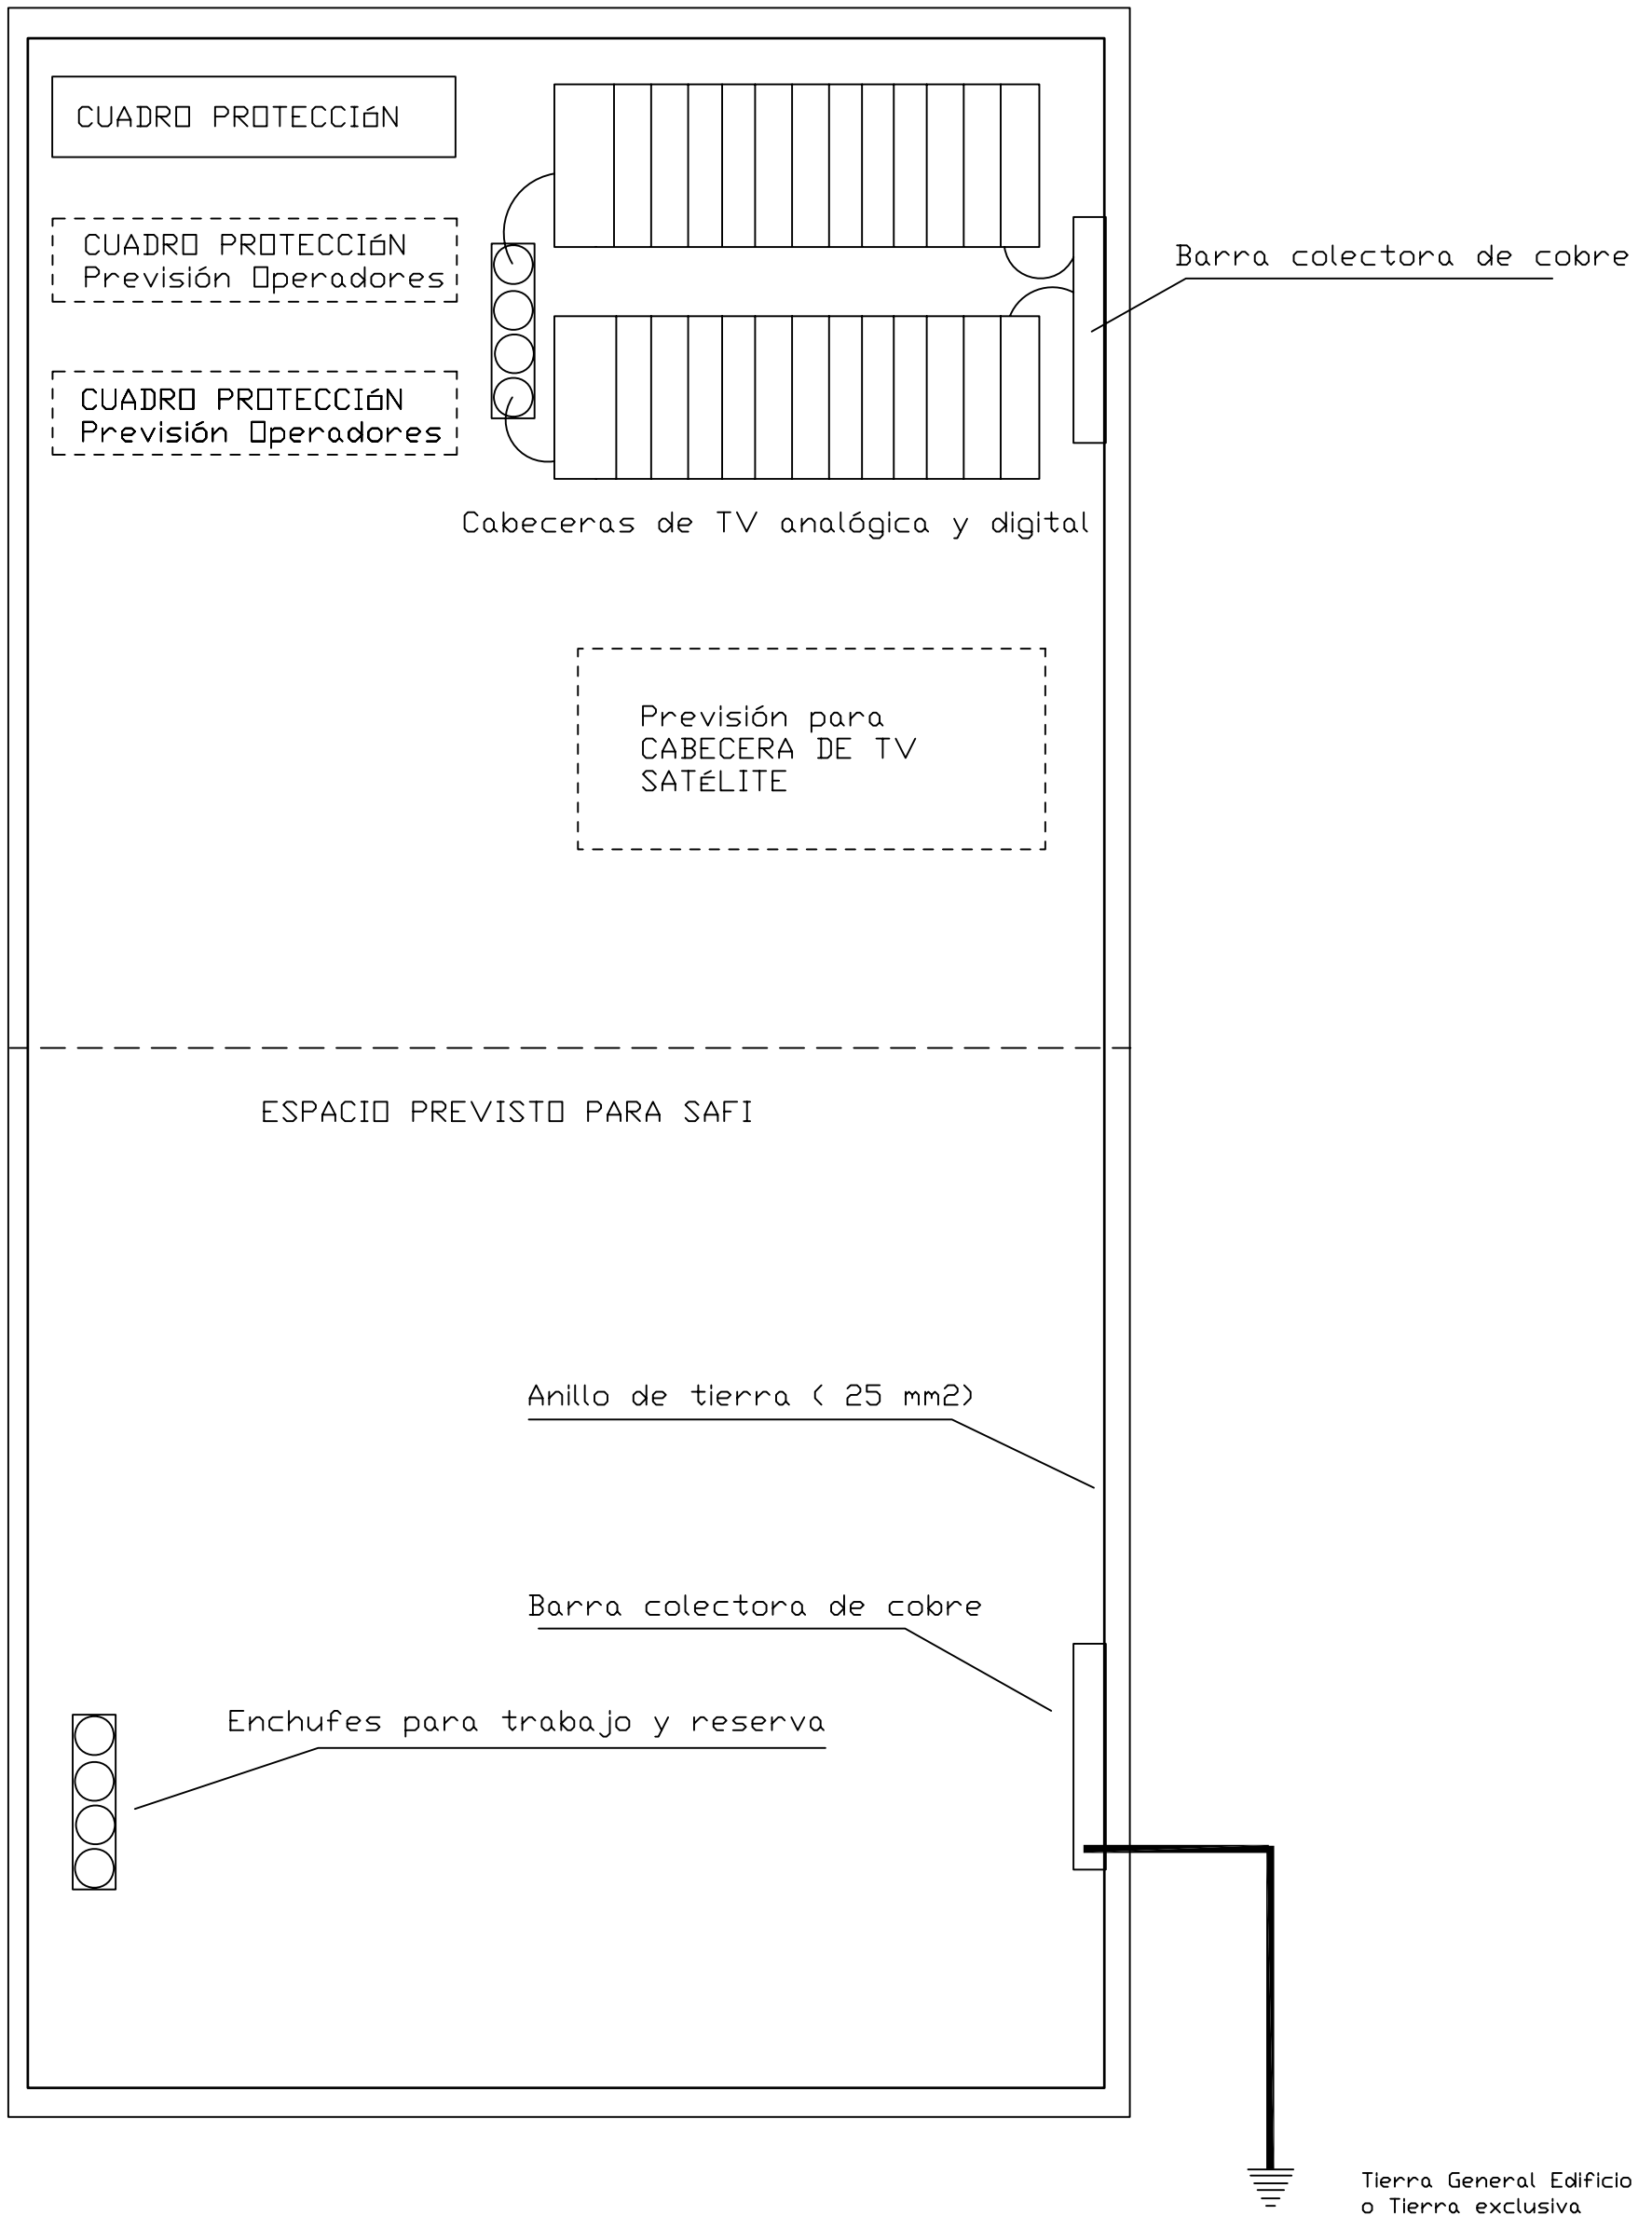 CUADRO PROTECCIóN
CUADRO PROTECCIóN
Previsión Operadores
Barra colectora de cobre
CUADRO PROTECCIóN
Previsión Operadores
Cabeceras de TV analógica y digital
Previsión para
CABECERA DE TV
SATéLITE
ESPACIO PREVISTO PARA SAFI
Anillo de tierra ( 25 mm2)
Barra colectora de cobre
Enchufes para trabajo y reserva
Tierra General Edificio
o Tierra exclusiva